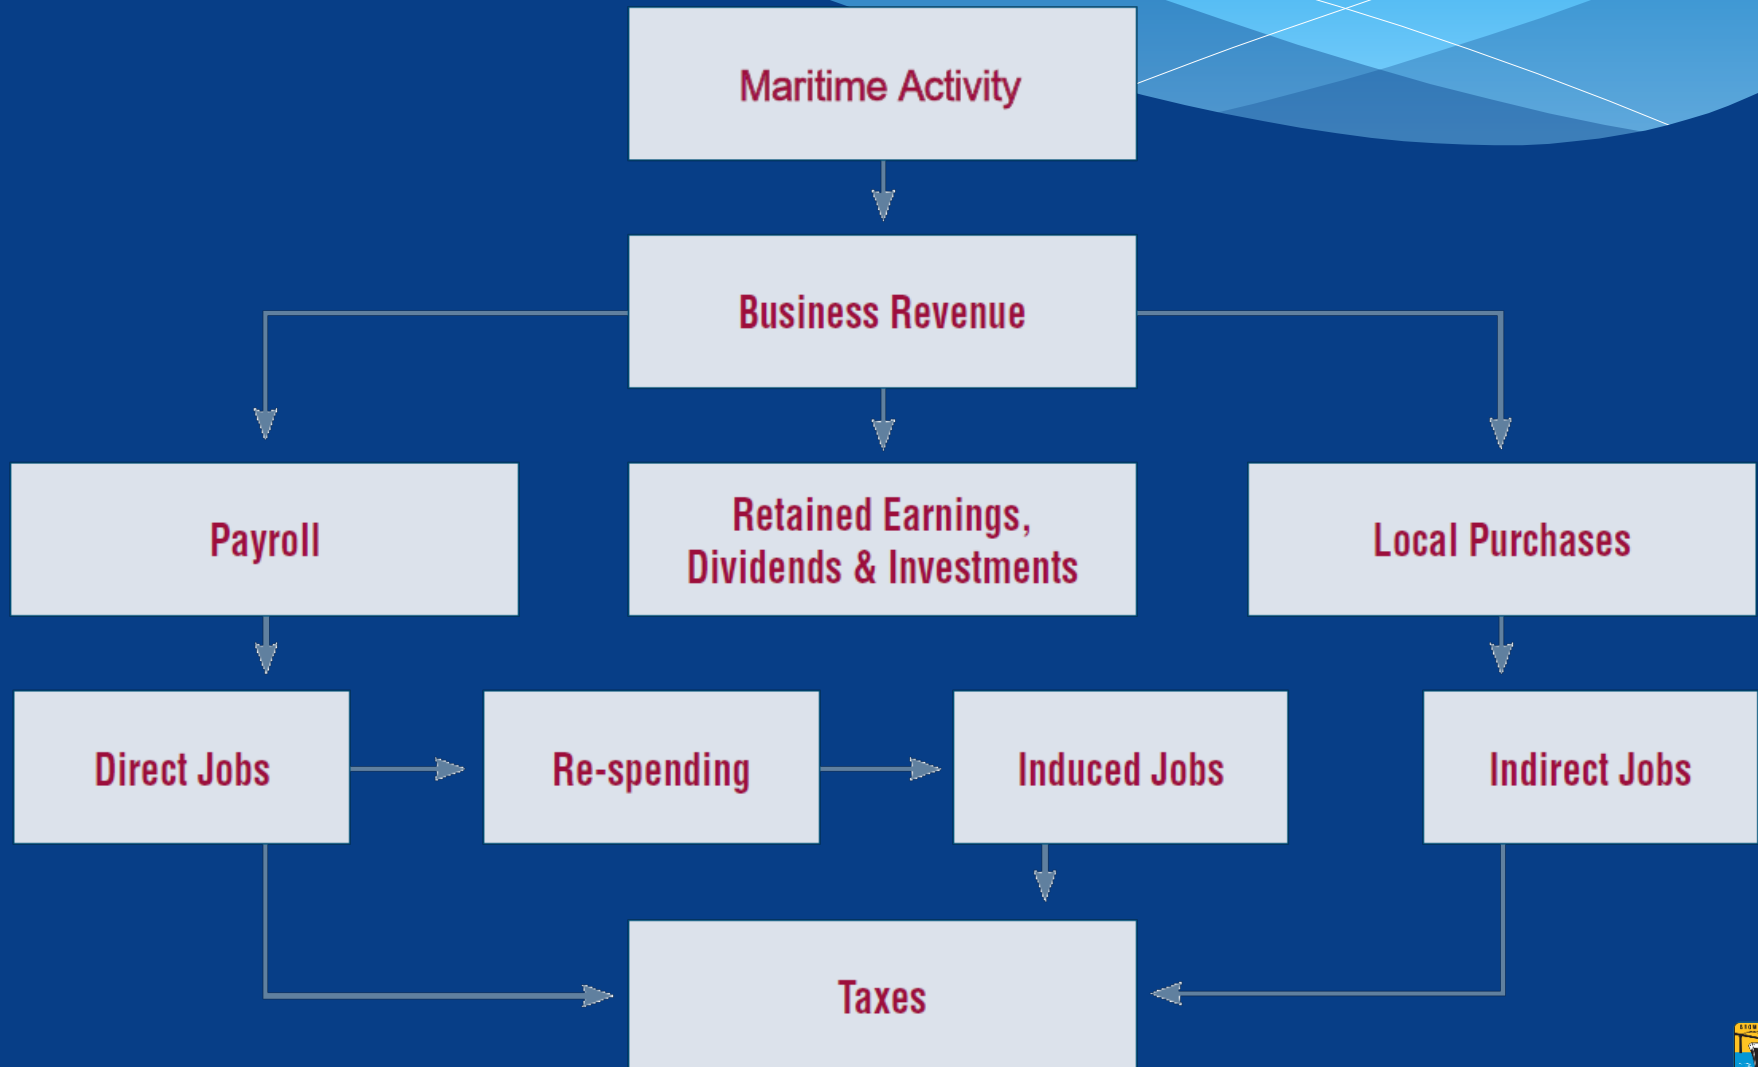 Maritime Activity
Business Revenue
Payroll
Retained Earnings,
Dividends & Investments
Local Purchases
Direct Jobs
Re-spending
Induced Jobs
Indirect Jobs
Taxes